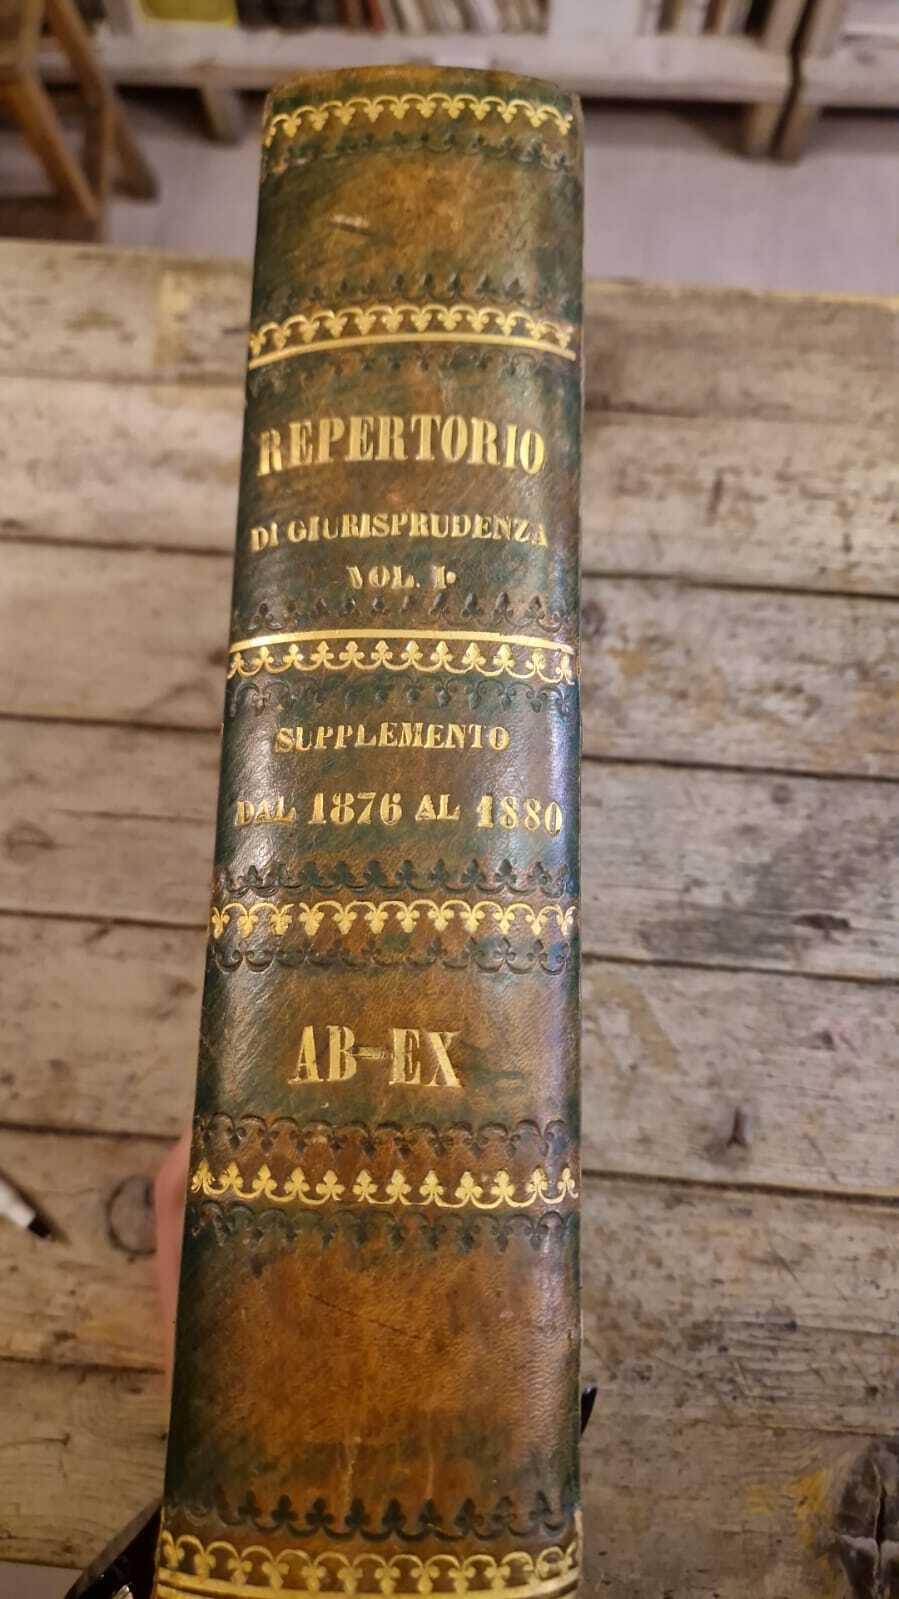 REPERTORIO
DI GIURISPRUDENZA
VOL. I.
SUPPLEMENTO
DAL 1876 AL 1880
AB-EX